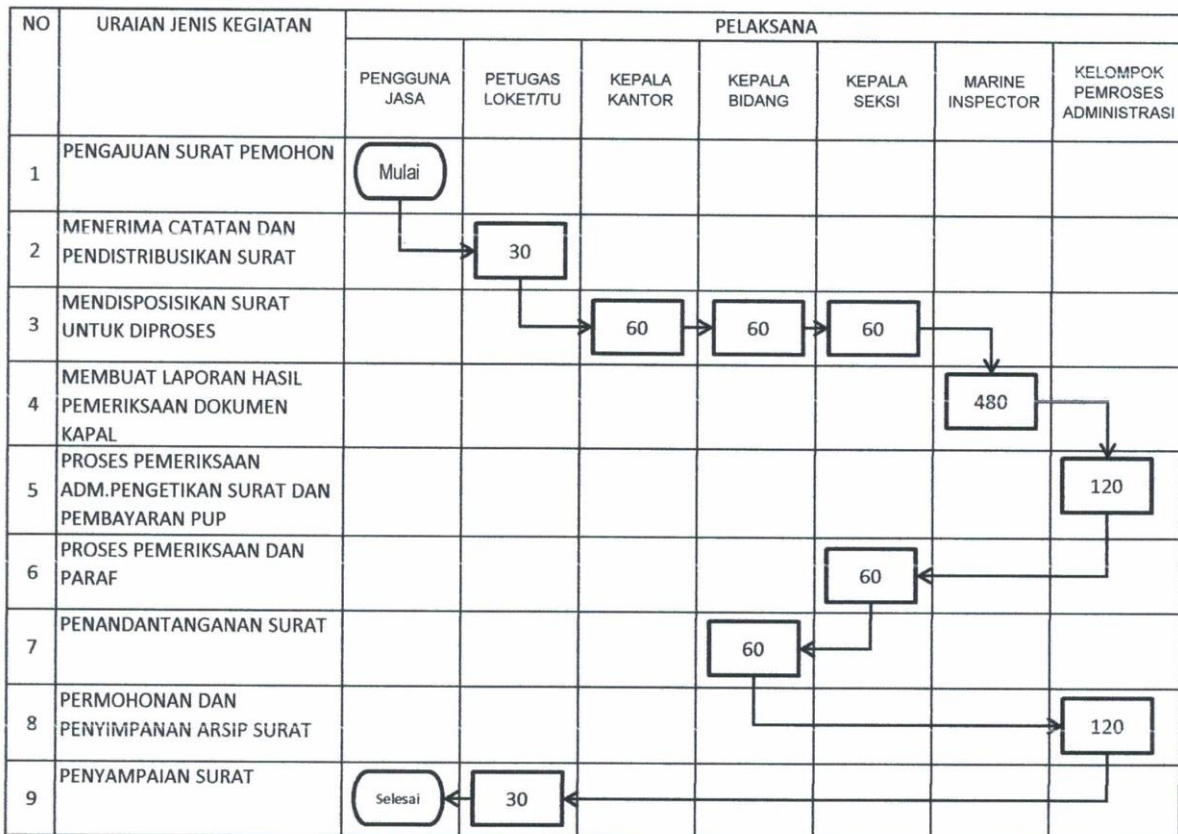 NO
URAIAN JENIS KEGIATAN
PELAKSANA
PENGGUNA
JASA
PETUGAS
LOKET/TU
KEPALA
KANTOR
KEPALA
BIDANG
KEPALA
SEKSI
MARINE
INSPECTOR
KELOMPOK
PEMROSES
ADMINISTRASI
1
PENGAJUAN SURAT PEMOHON
Mulai
2
MENERIMA CATATAN DAN
PENDISTRIBUSIKAN SURAT
30
3
MENDISPOSISIKAN SURAT
UNTUK DIPROSES
60
60
60
4
MEMBUAT LAPORAN HASIL
PEMERIKSAAN DOKUMEN
KAPAL
480
5
PROSES PEMERIKSAAN
ADM.PENGETIKAN SURAT DAN
PEMBAYARAN PUP
120
6
PROSES PEMERIKSAAN DAN
PARAF
60
7
PENANDANTANGANAN SURAT
60
8
PERMOHONAN DAN
PENYIMPANAN ARSIP SURAT
120
9
PENYAMPAIAN SURAT
Selesai
30